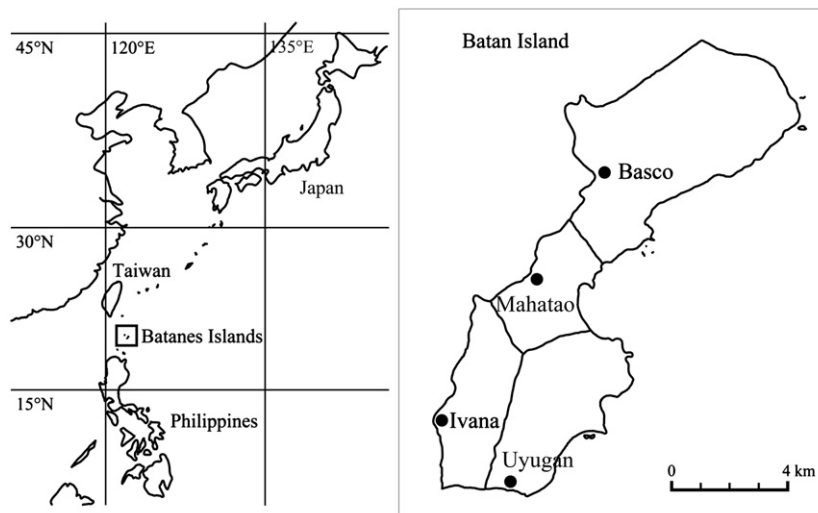 45°N
120°E
135°E
Japan
30°N
Taiwan
Batanes Islands
15°N
Philippines
Batan Island
Basco
Mahatao
Ivana
Uyugan
0 4 km